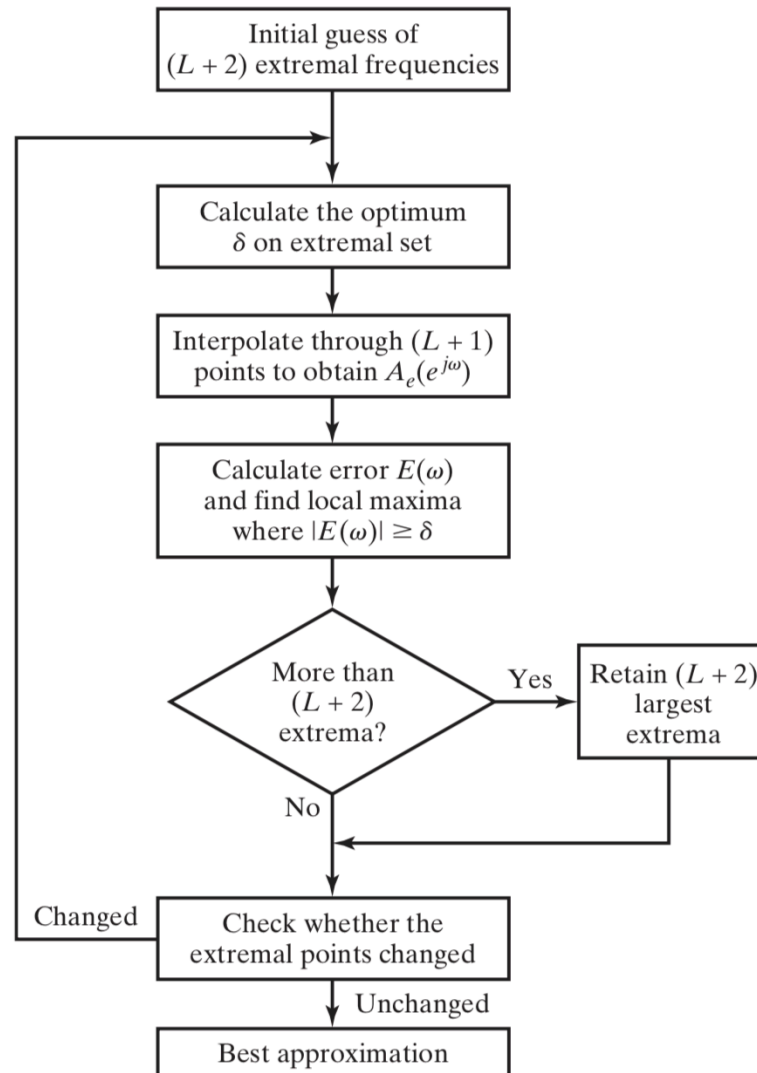 Initial guess of
(L + 2) extremal frequencies
Calculate the optimum
δ on extremal set
Interpolate through (L + 1)
points to obtain Aₑ(e^{jω})
Calculate error E(ω)
and find local maxima
where |E(ω)| ≥ δ
More than
(L + 2)
extrema?
Yes
Retain (L + 2)
largest
extrema
No
Changed
Check whether the
extremal points changed
Unchanged
Best approximation